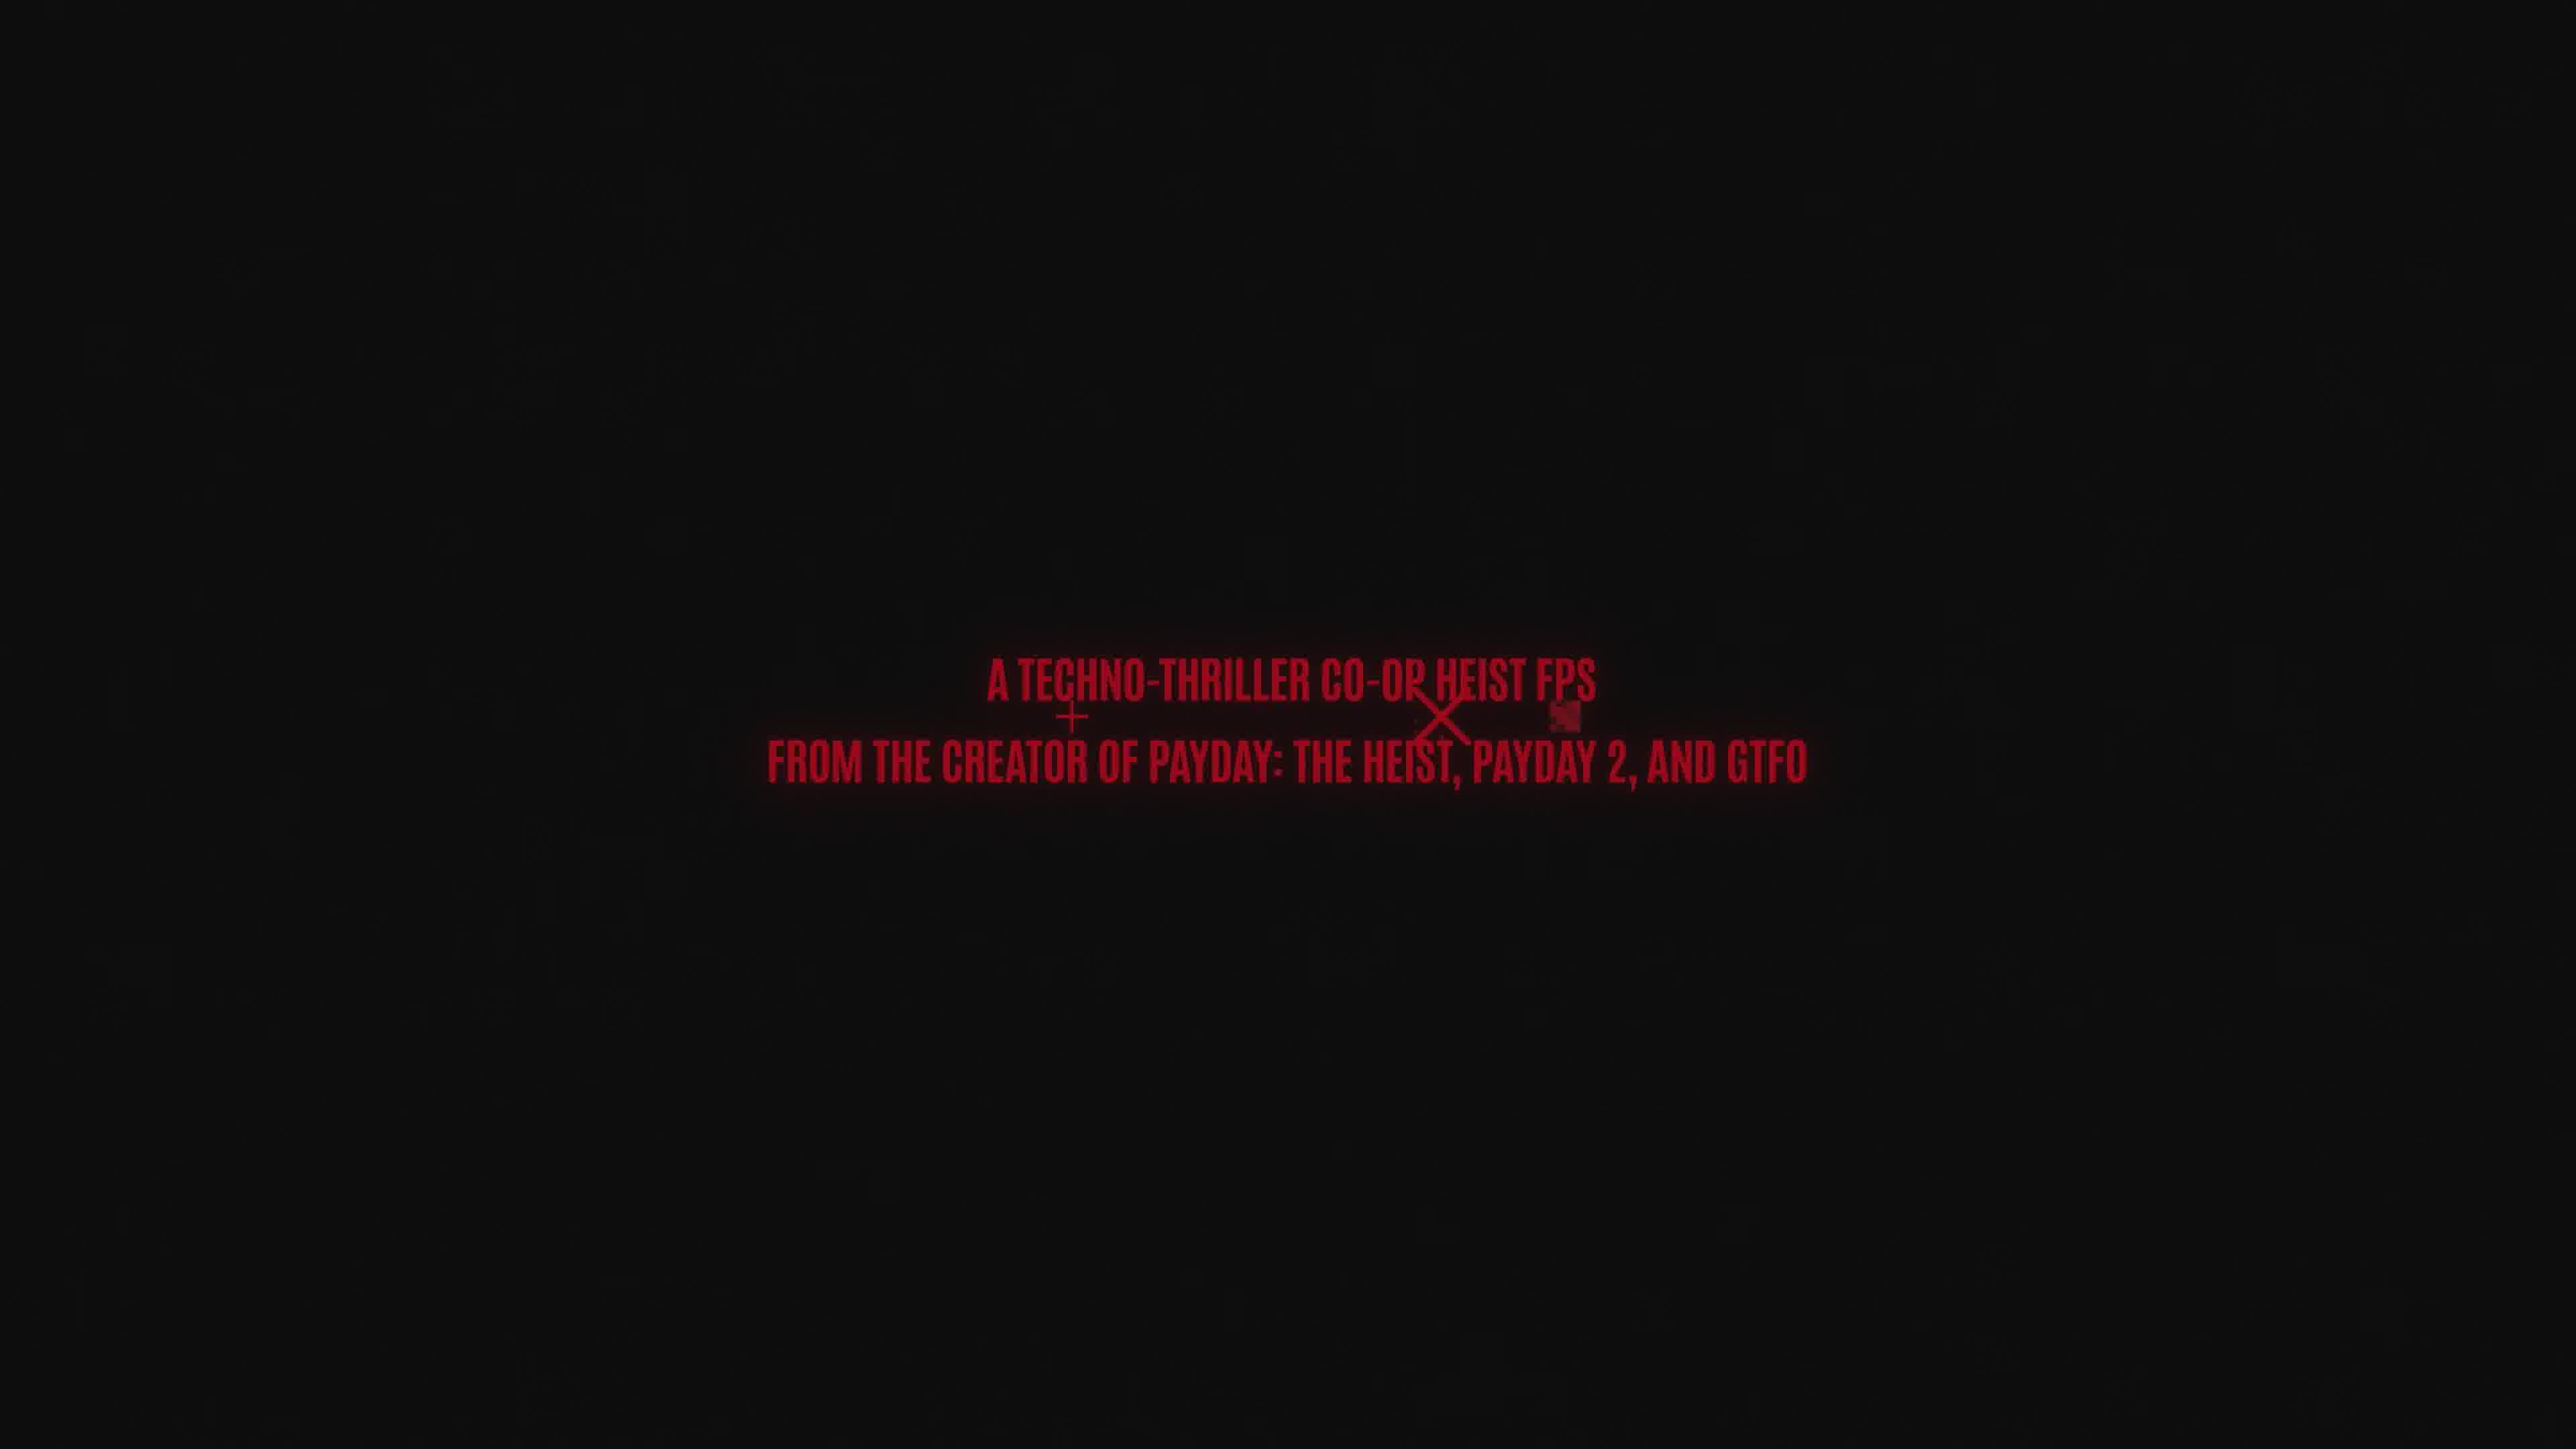 A TECHNO-THRILLER CO-OP HEIST FPS
FROM THE CREATOR OF PAYDAY: THE HEIST, PAYDAY 2, AND GTFO